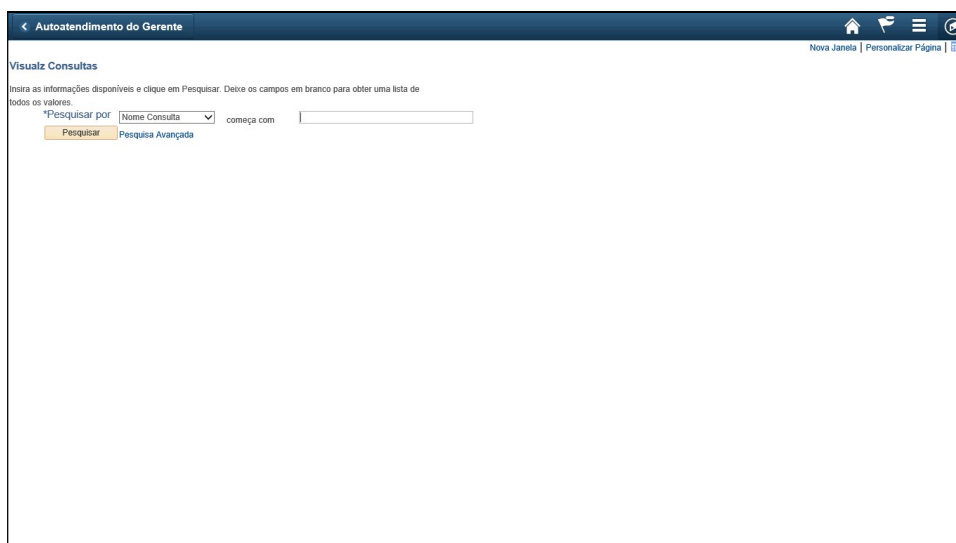 Autoatendimento do Gerente
Nova Janela | Personalizar Página |
Visualz Consultas
Insira as informações disponíveis e clique em Pesquisar. Deixe os campos em branco para obter uma lista de
todos os valores.
*Pesquisar por Nome Consulta começa com
Pesquisar Pesquisa Avançada